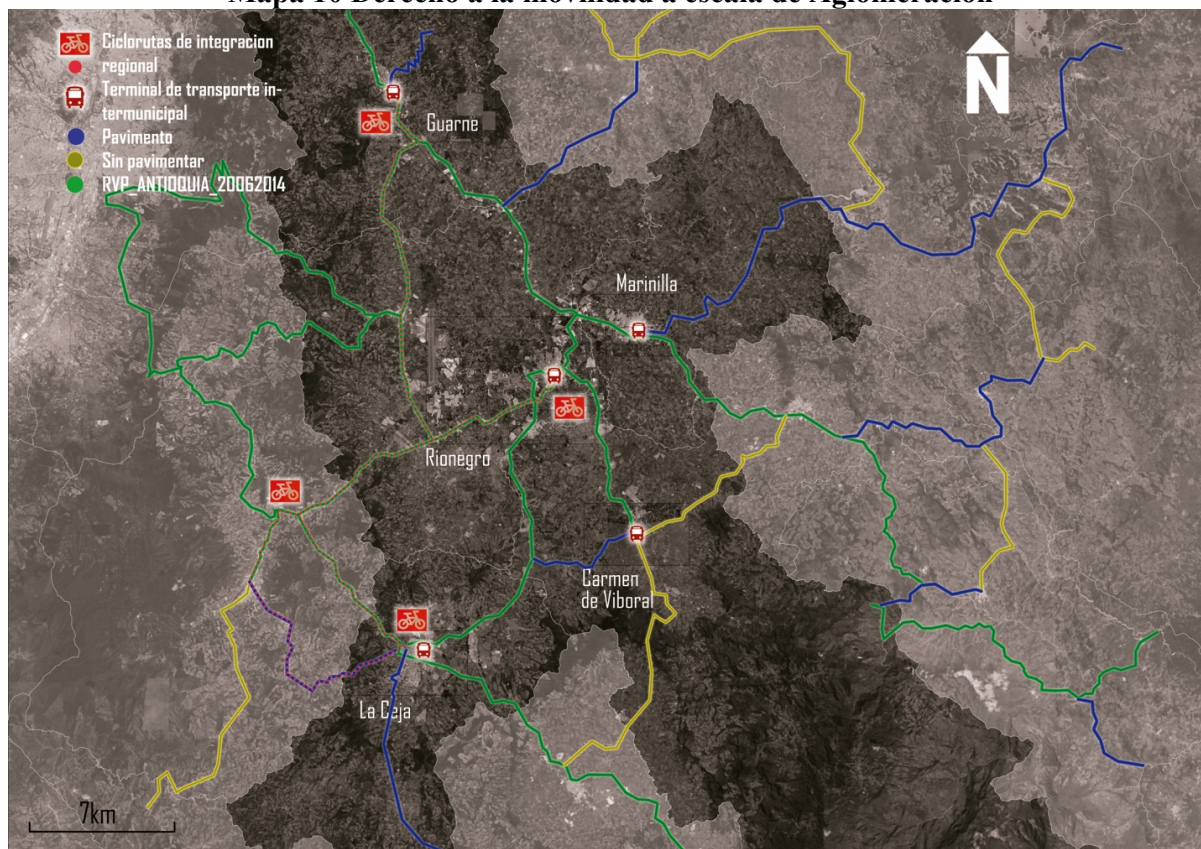 Mapa 10 Derecho a la movilidad a escala de Aglomeración
Ciclorutas de integracion
regional
Terminal de transporte in-
termunicipal
Pavimento
Sin pavimentar
RVP_ANTIOQUIA_20062014
N
Guarne
Marinilla
Rionegro
Carmen
de Viboral
La Ceja
7km